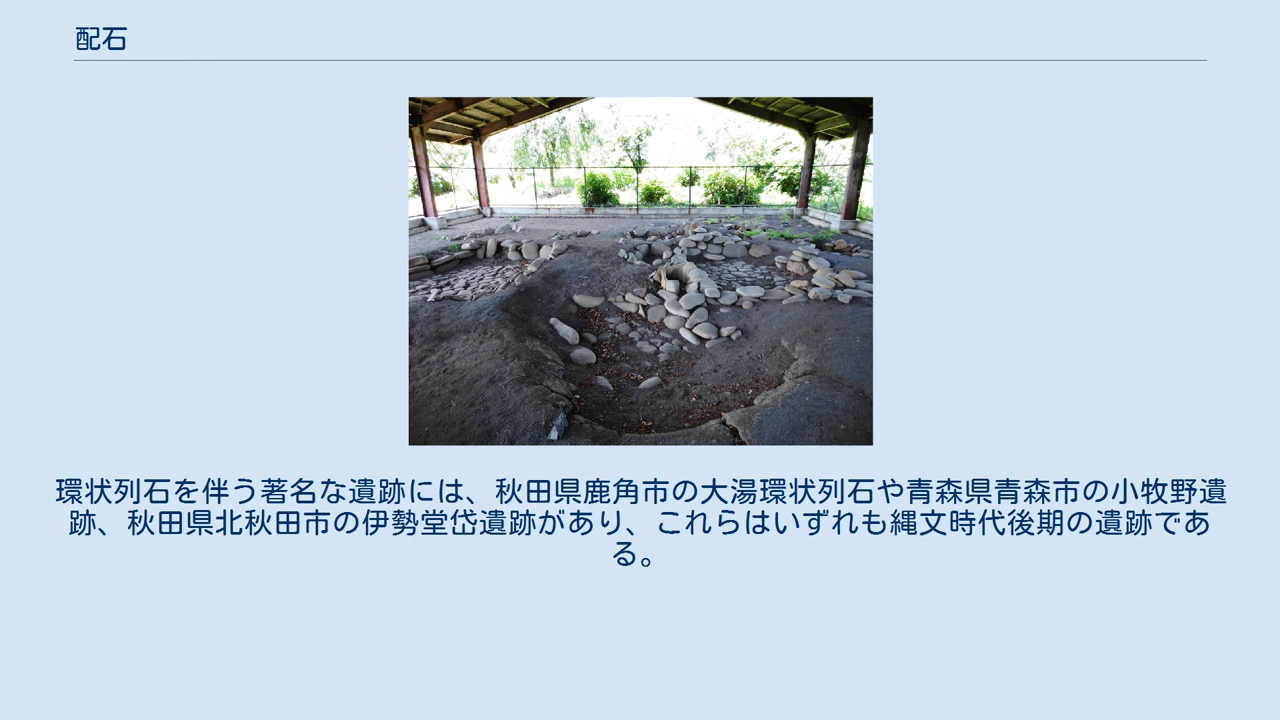 配石
環状列石を伴う著名な遺跡には、秋田県鹿角市の大湯環状列石や青森県青森市の小牧野遺
跡、秋田県北秋田市の伊勢堂岱遺跡があり、これらはいずれも縄文時代後期の遺跡であ
る。